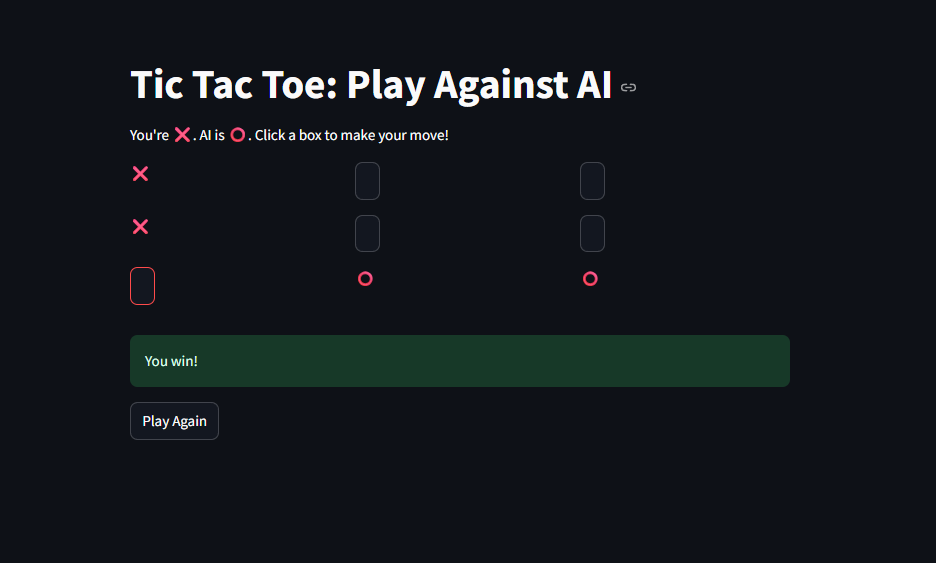 Tic Tac Toe: Play Against AI
You're ❌. AI is ⭕. Click a box to make your move!
❌
❌
⭕ ⭕
You win!
Play Again